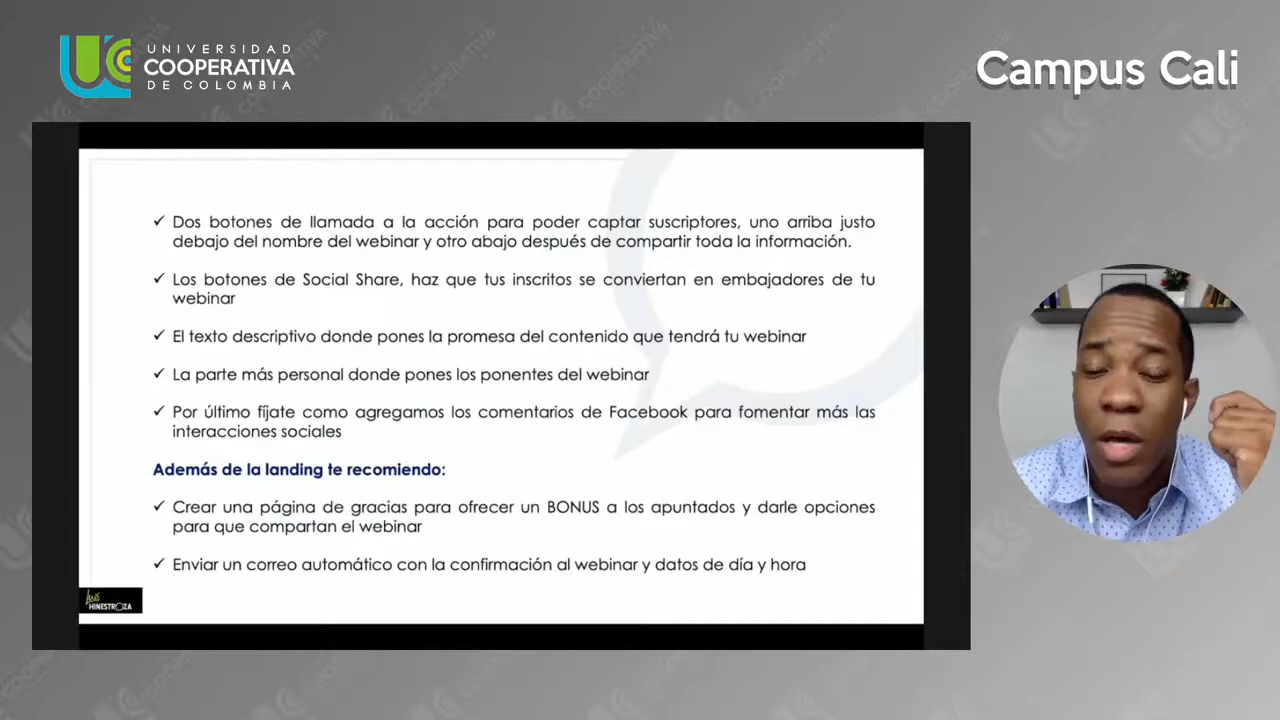 UNIVERSIDAD
COOPERATIVA
DE COLOMBIA
Campus Cali
✓ Dos botones de llamada a la acción para poder captar suscriptores, uno arriba justo
debajo del nombre del webinar y otro abajo después de compartir toda la información.
✓ Los botones de Social Share, haz que tus inscritos se conviertan en embajadores de tu
webinar
✓ El texto descriptivo donde pones la promesa del contenido que tendrá tu webinar
✓ La parte más personal donde pones los ponentes del webinar
✓ Por último fíjate como agregamos los comentarios de Facebook para fomentar más las
interacciones sociales
Además de la landing te recomiendo:
✓ Crear una página de gracias para ofrecer un BONUS a los apuntados y darle opciones
para que compartan el webinar
✓ Enviar un correo automático con la confirmación al webinar y datos de día y hora
HINESTROZA